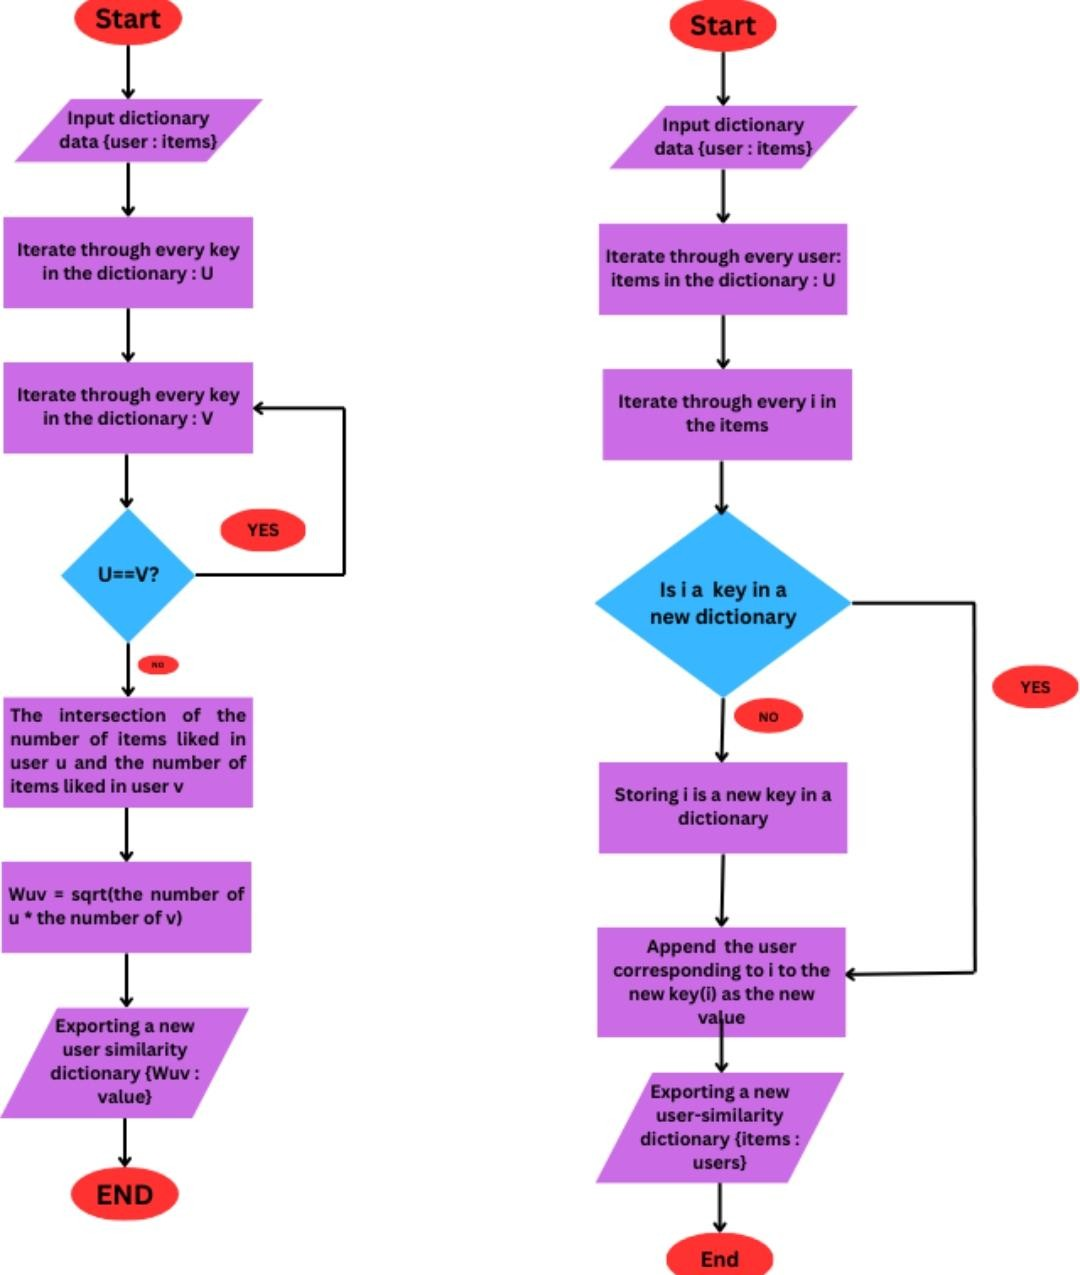 Start
Input dictionary
data {user : items}
Iterate through every key
in the dictionary : U
Iterate through every key
in the dictionary : V
YES
U==V?
NO
The intersection of the
number of items liked in
user u and the number of
items liked in user v
Wuv = sqrt(the number of
u * the number of v)
Exporting a new
user similarity
dictionary {Wuv :
value}
END
Start
Input dictionary
data {user : items}
Iterate through every user:
items in the dictionary : U
Iterate through every i in
the items
Is i a key in a
new dictionary
YES
NO
Storing i is a new key in a
dictionary
Append the user
corresponding to i to the
new key(i) as the new
value
Exporting a new
user-similarity
dictionary {items :
users}
End